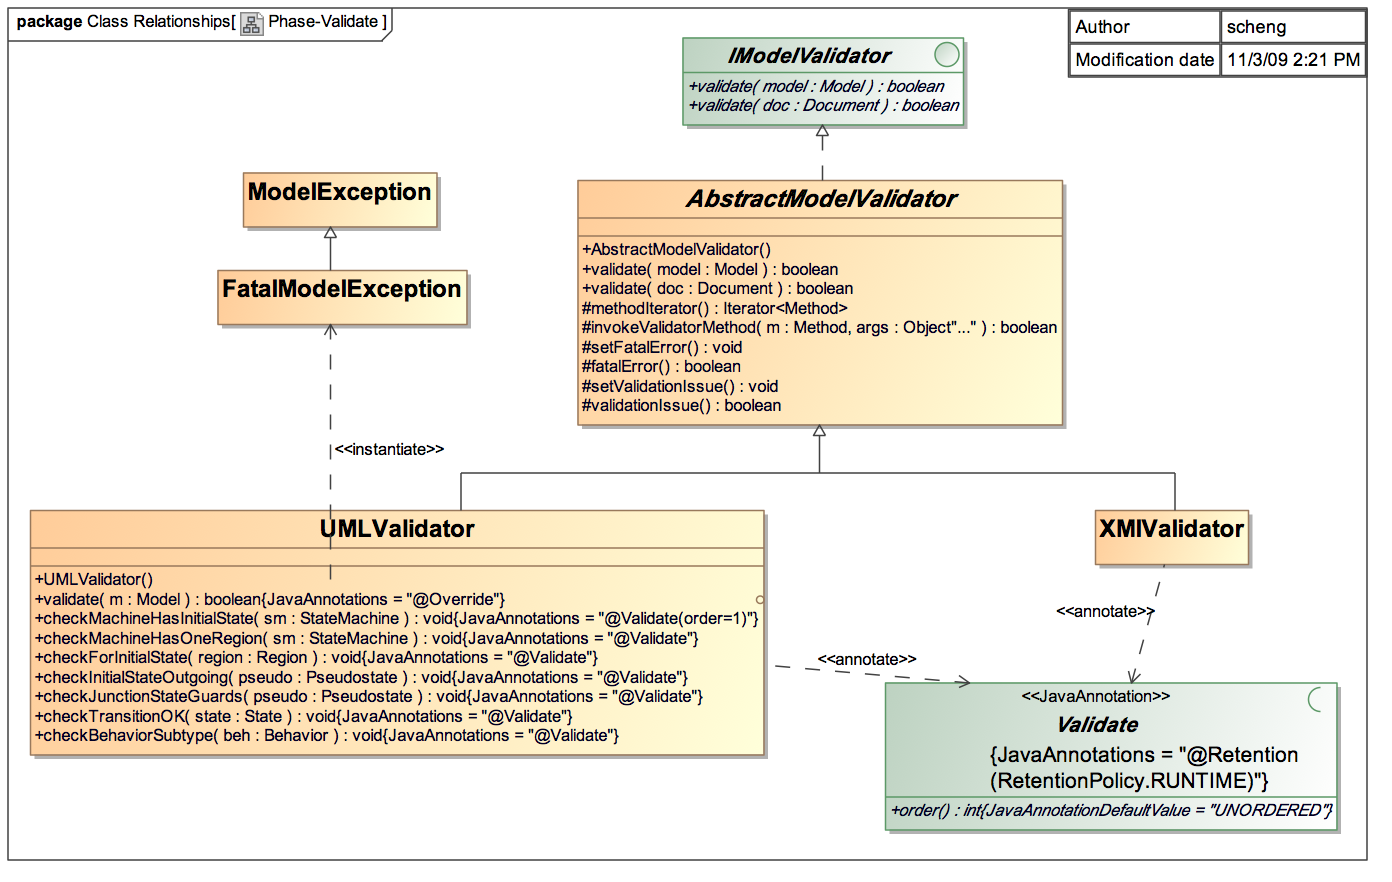 package Class Relationships[ Phase-Validate ]
Author scheng
Modification date 11/3/09 2:21 PM
IModelValidator
+validate( model : Model ) : boolean
+validate( doc : Document ) : boolean
ModelException
FatalModelException
AbstractModelValidator
+AbstractModelValidator()
+validate( model : Model ) : boolean
+validate( doc : Document ) : boolean
#methodIterator() : Iterator<Method>
#invokeValidatorMethod( m : Method, args : Object"..." ) : boolean
#setFatalError() : void
#fatalError() : boolean
#setValidationIssue() : void
#validationIssue() : boolean
<<instantiate>>
UMLValidator
+UMLValidator()
+validate( m : Model ) : boolean{JavaAnnotations = "@Override"}
+checkMachineHasInitialState( sm : StateMachine ) : void{JavaAnnotations = "@Validate(order=1)"}
+checkMachineHasOneRegion( sm : StateMachine ) : void{JavaAnnotations = "@Validate"}
+checkForInitialState( region : Region ) : void{JavaAnnotations = "@Validate"}
+checkInitialStateOutgoing( pseudo : Pseudostate ) : void{JavaAnnotations = "@Validate"}
+checkJunctionStateGuards( pseudo : Pseudostate ) : void{JavaAnnotations = "@Validate"}
+checkTransitionOK( state : State ) : void{JavaAnnotations = "@Validate"}
+checkBehaviorSubtype( beh : Behavior ) : void{JavaAnnotations = "@Validate"}
XMIValidator
<<annotate>>
<<annotate>>
<<JavaAnnotation>>
Validate
{JavaAnnotations = "@Retention
(RetentionPolicy.RUNTIME)"}
+order() : int{JavaAnnotationDefaultValue = "UNORDERED"}